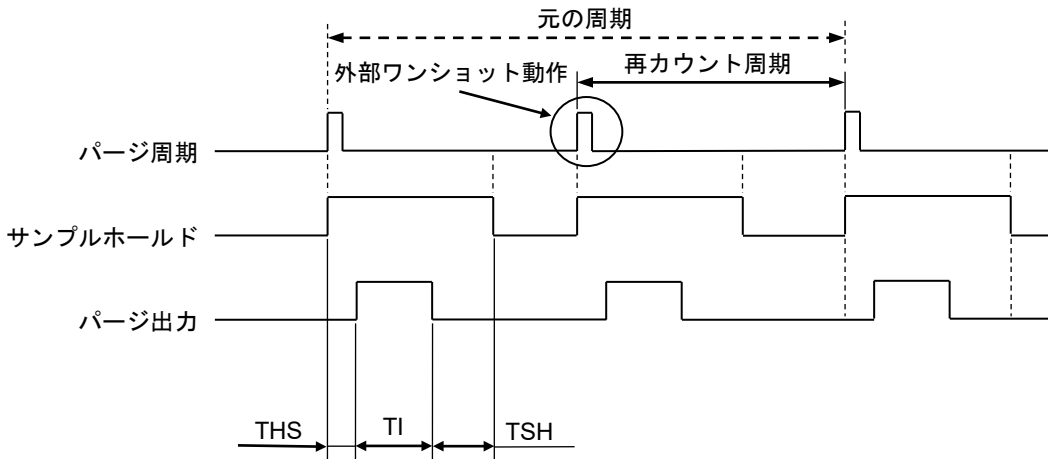 元の周期
外部ワンショット動作
再カウント周期
パージ周期
サンプルホールド
パージ出力
THS
TI
TSH